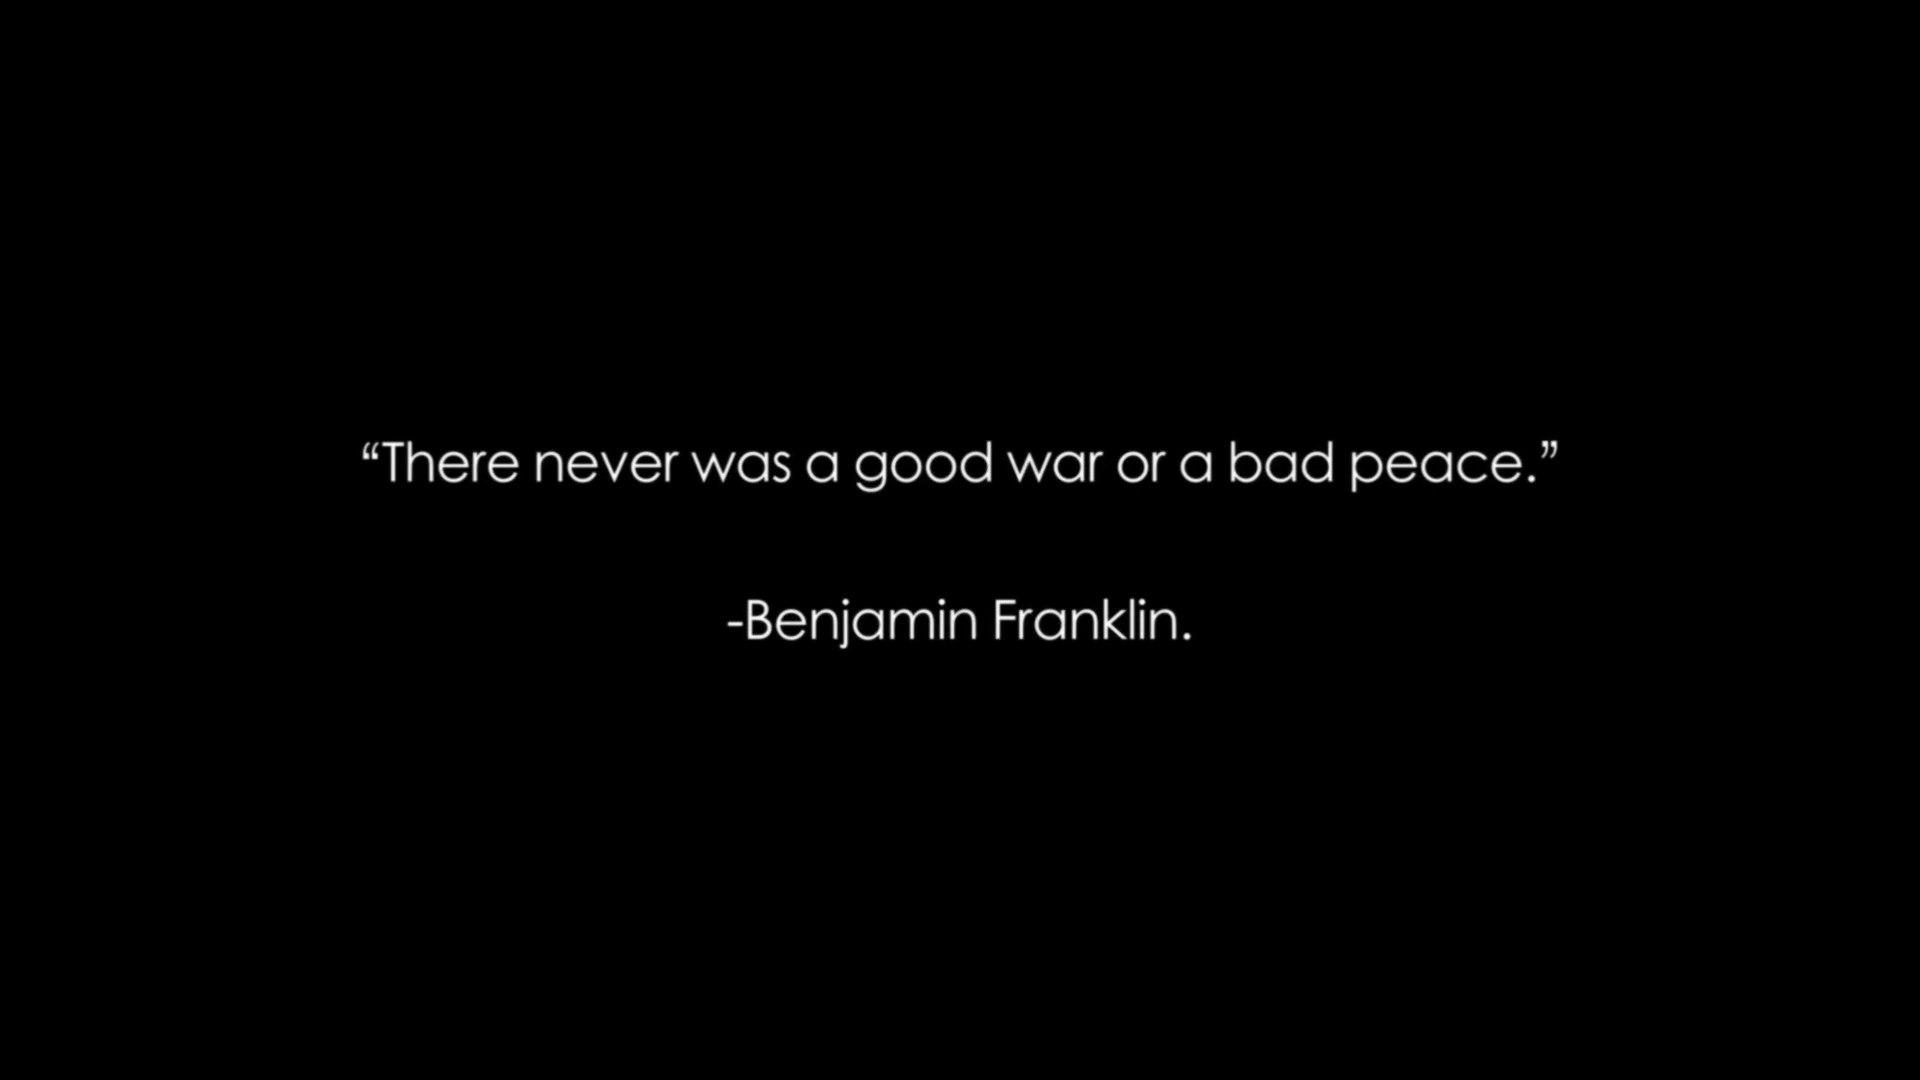 “There never was a good war or a bad peace.”
-Benjamin Franklin.